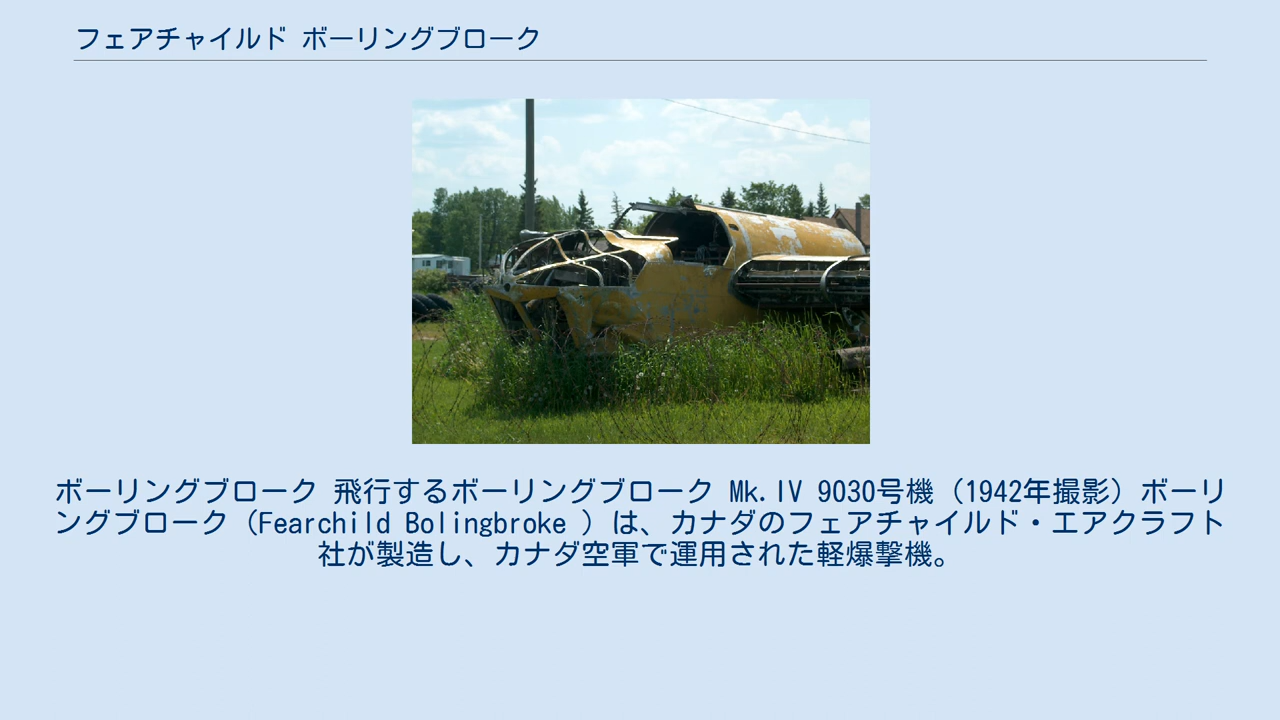 フェアチャイルド ボーリングブローク
ボーリングブローク 飛行するボーリングブローク Mk.IV 9030号機（1942年撮影）ボーリ
ングブローク（Fearchild Bolingbroke ）は、カナダのフェアチャイルド・エアクラフト
社が製造し、カナダ空軍で運用された軽爆撃機。